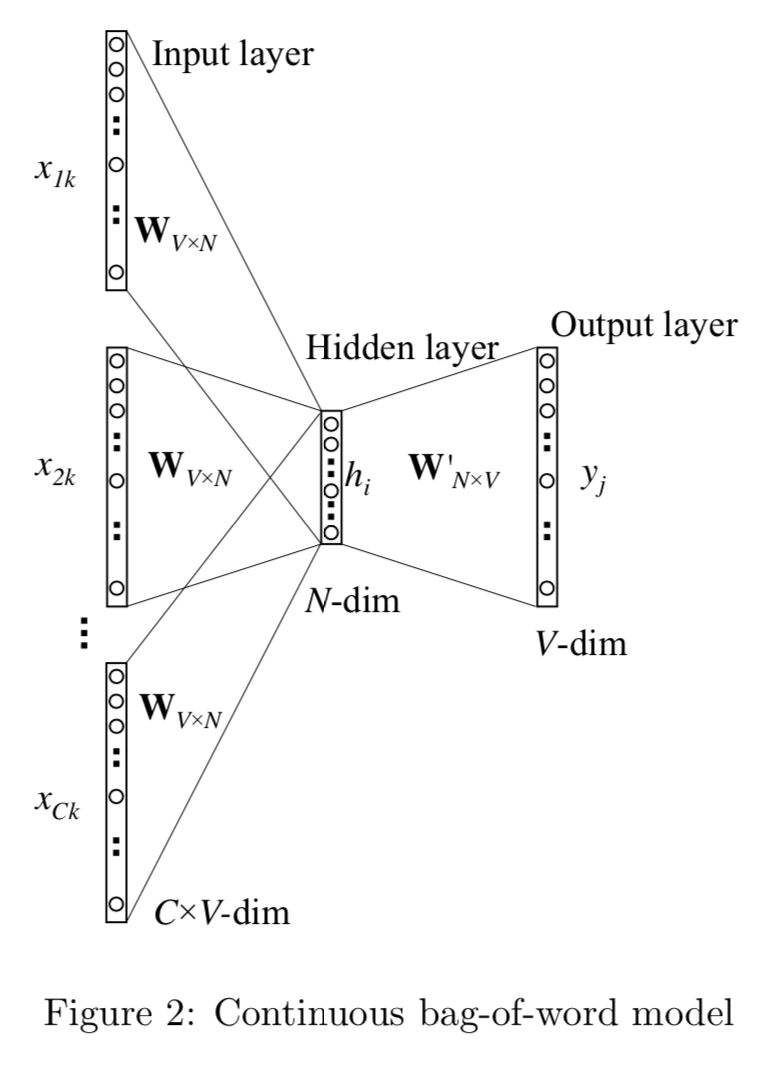 Input layer
x1k
WV×N
Hidden layer
Output layer
x2k
WV×N
hi
W'N×V
yj
N-dim
V-dim
WV×N
xCk
C×V-dim
Figure 2: Continuous bag-of-word model